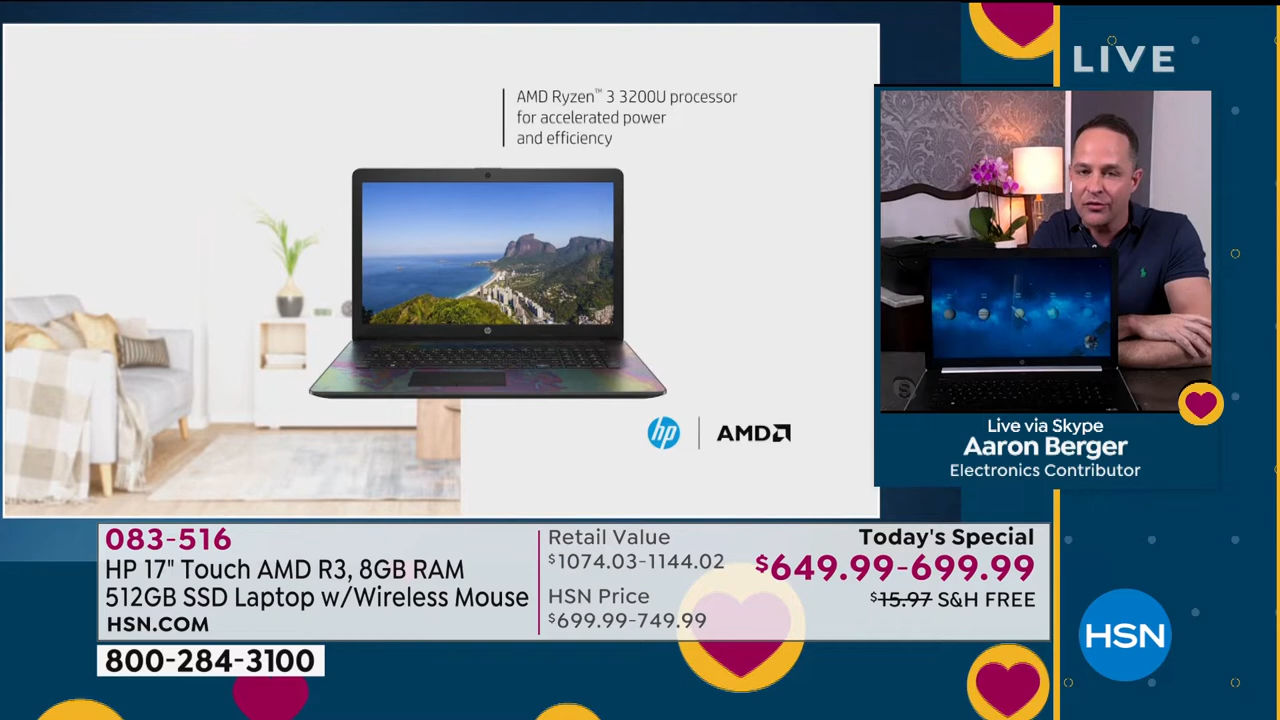 AMD Ryzen™ 3 3200U processor
for accelerated power
and efficiency
hp
hp | AMD
LIVE
Live via Skype
Aaron Berger
Electronics Contributor
083-516
HP 17" Touch AMD R3, 8GB RAM
512GB SSD Laptop w/Wireless Mouse
HSN.COM
Retail Value
$1074.03-1144.02
HSN Price
$699.99-749.99
Today's Special
$649.99-699.99
$15.97 S&H FREE
800-284-3100
HSN